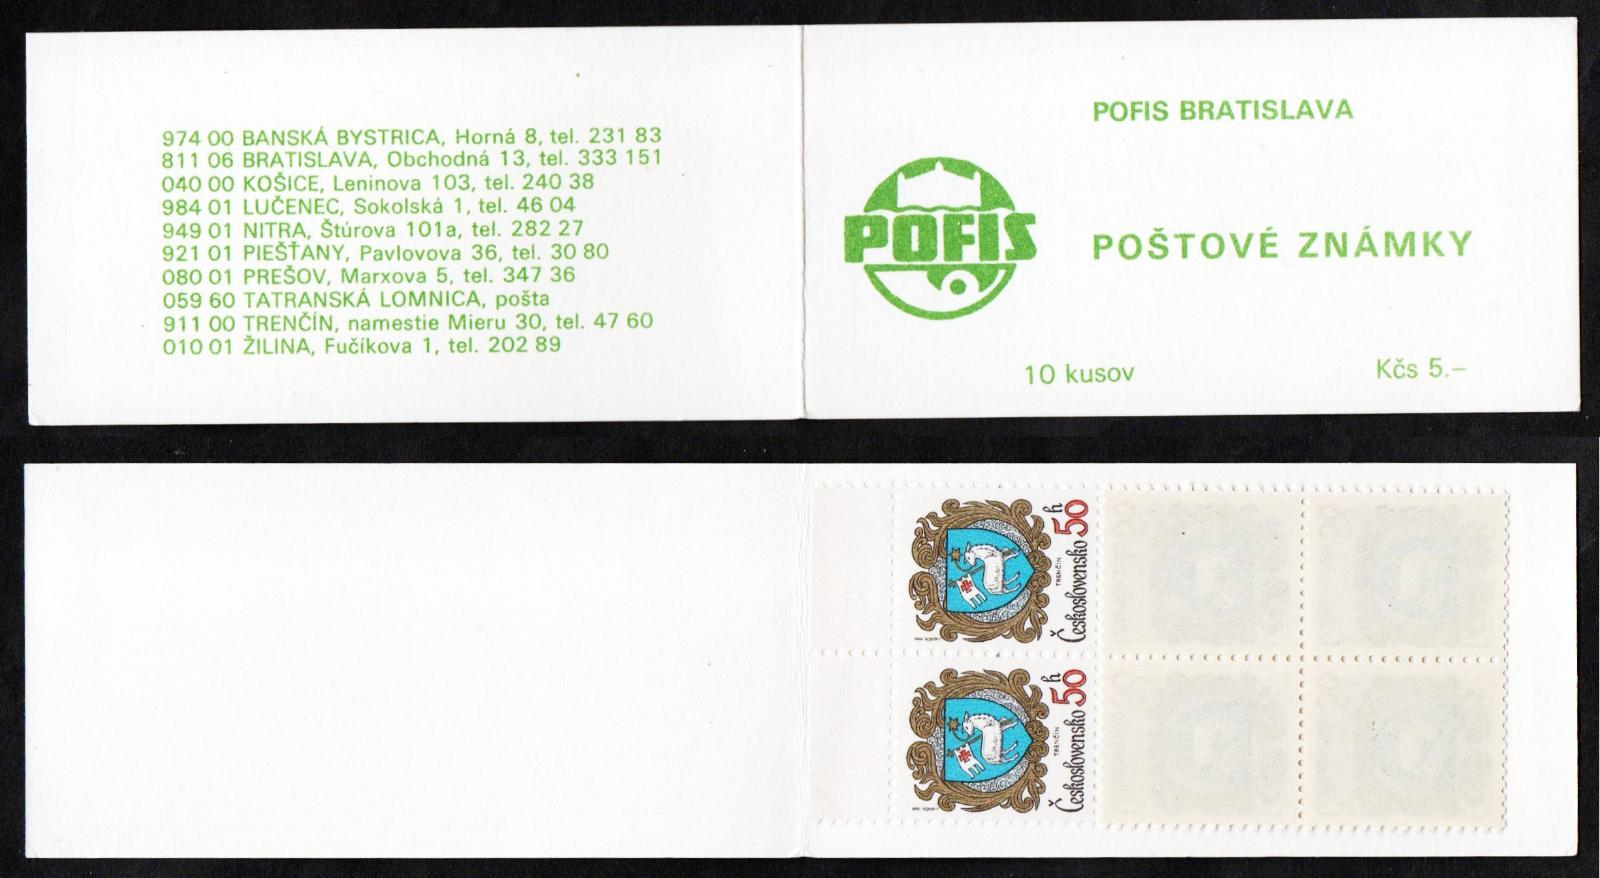 974 00 BANSKÁ BYSTRICA, Horná 8, tel. 231 83
811 06 BRATISLAVA, Obchodná 13, tel. 333 151
040 00 KOŠICE, Leninova 103, tel. 240 38
984 01 LUČENEC, Sokolská 1, tel. 46 04
949 01 NITRA, Štúrova 101a, tel. 282 27
921 01 PIEŠŤANY, Pavlovova 36, tel. 30 80
080 01 PREŠOV, Marxova 5, tel. 347 36
059 60 TATRANSKÁ LOMNICA, pošta
911 00 TRENČÍN, namestie Mieru 30, tel. 47 60
010 01 ŽILINA, Fučíkova 1, tel. 202 89
POFIS BRATISLAVA
POFIS
POŠTOVÉ ZNÁMKY
10 kusov
Kčs 5.–
TRENČÍN
Československo 50 h
TRENČÍN
Československo 50 h